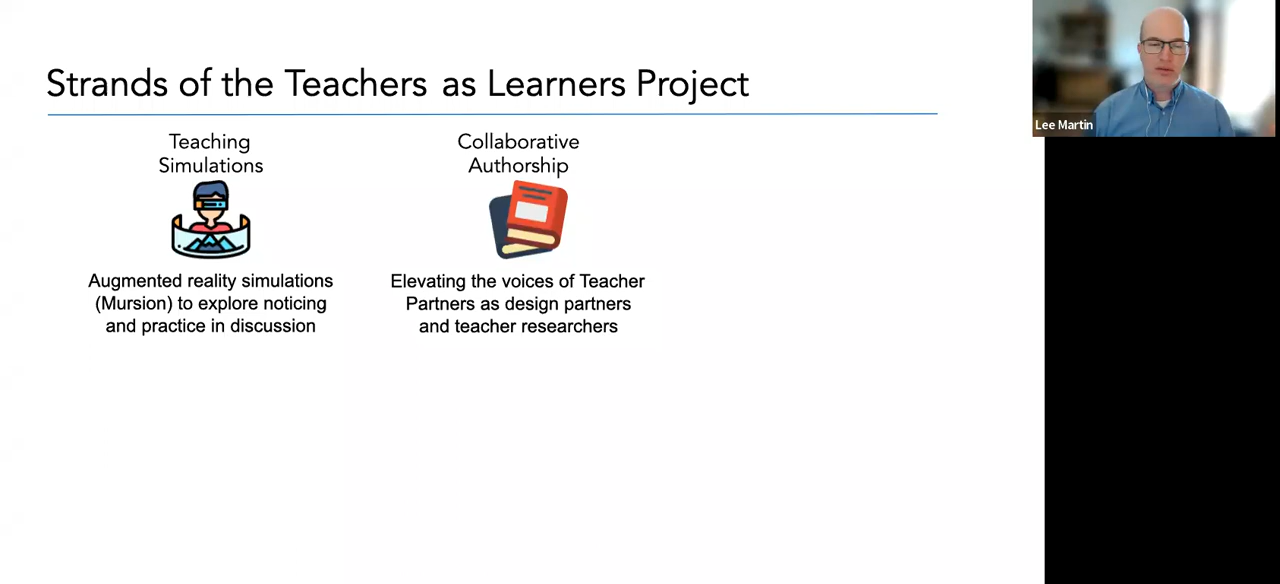 Strands of the Teachers as Learners Project
Teaching
Simulations
Augmented reality simulations
(Mursion) to explore noticing
and practice in discussion
Collaborative
Authorship
Elevating the voices of Teacher
Partners as design partners
and teacher researchers
Lee Martin